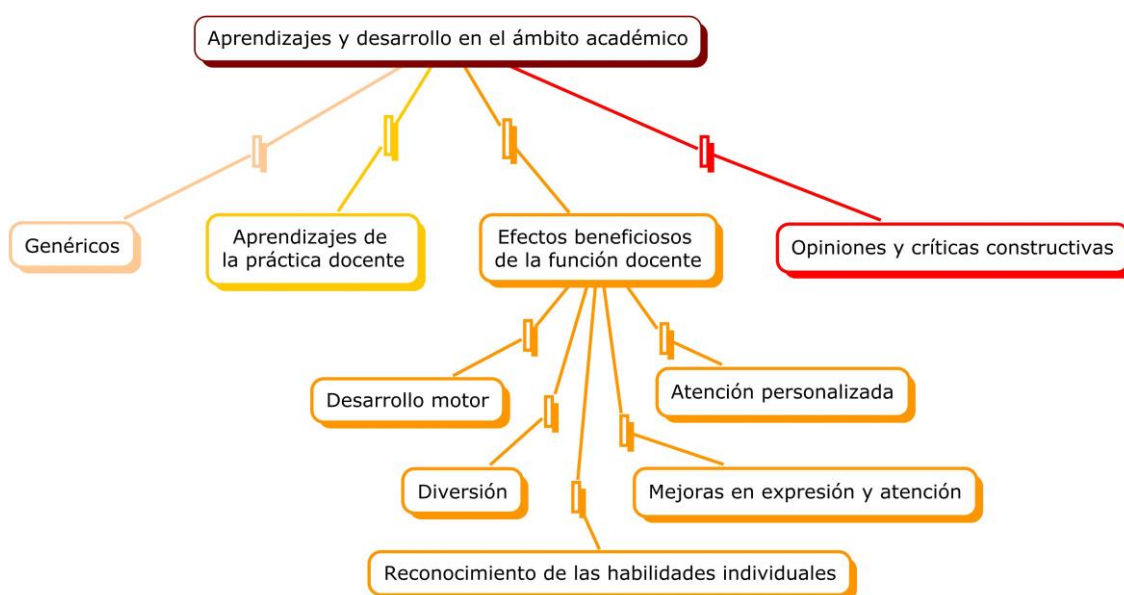 Aprendizajes y desarrollo en el ámbito académico
Genéricos
Aprendizajes de
la práctica docente
Efectos beneficiosos
de la función docente
Opiniones y críticas constructivas
Desarrollo motor
Atención personalizada
Diversión
Mejoras en expresión y atención
Reconocimiento de las habilidades individuales